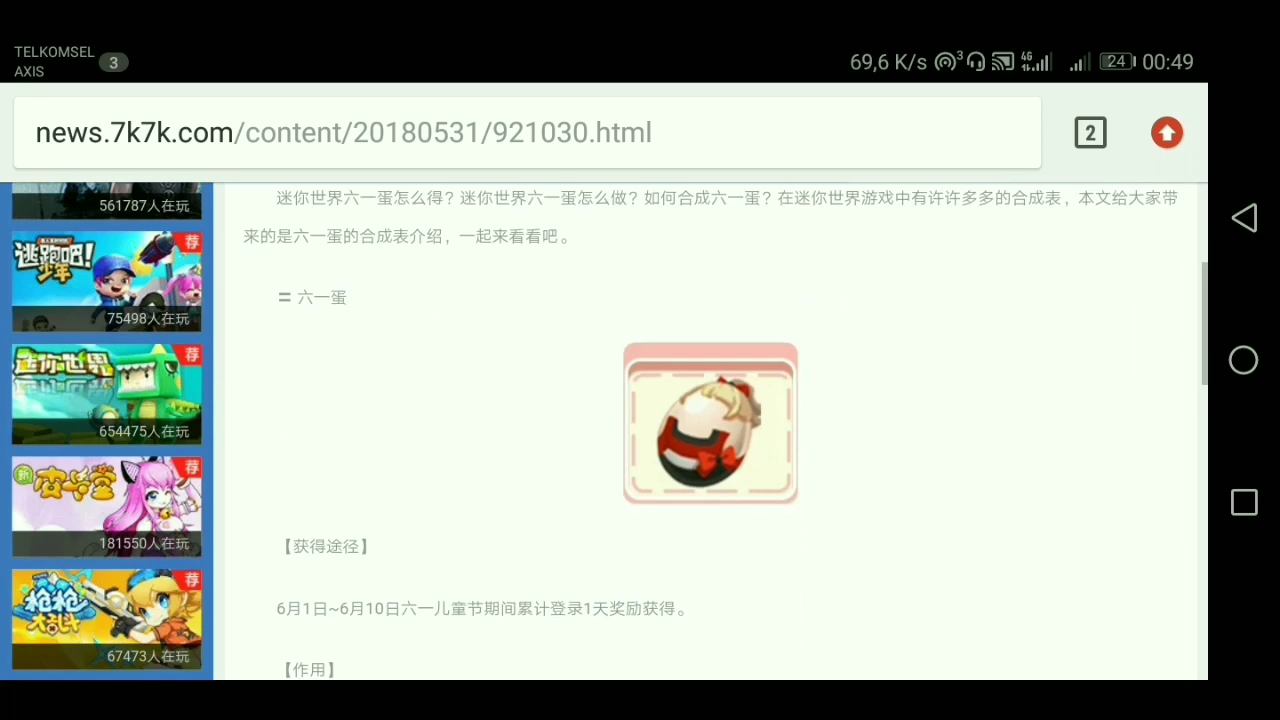 TELKOMSEL
AXIS
3
69,6 K/s
3
4G
24
00:49
news.7k7k.com/content/20180531/921030.html
2
561787人在玩
荐
逃跑吧!
少年
75498人在玩
荐
迷你世界
654475人在玩
荐
新
181550人在玩
荐
枪枪
大乱斗
67473人在玩
迷你世界六一蛋怎么得?迷你世界六一蛋怎么做?如何合成六一蛋?在迷你世界游戏中有许许多多的合成表，本文给大家带
来的是六一蛋的合成表介绍，一起来看看吧。
〓 六一蛋
【获得途径】
6月1日~6月10日六一儿童节期间累计登录1天奖励获得。
【作用】